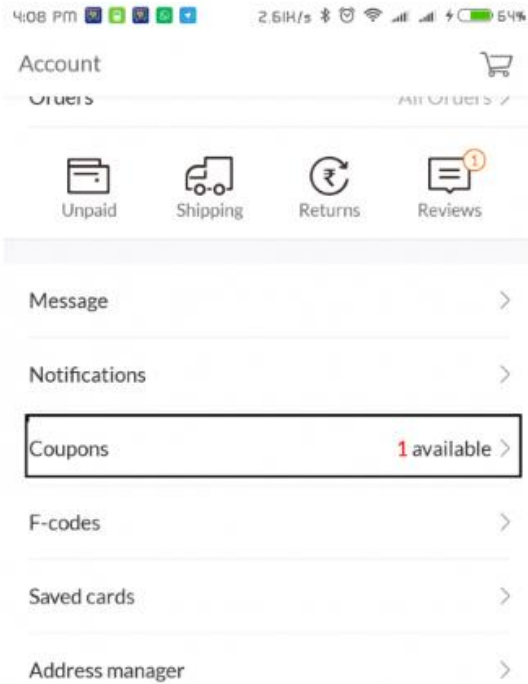 4:08 PM 2.61K/s 64%
Account
Orders All Orders >
Unpaid Shipping Returns Reviews
₹ 1
Message >
Notifications >
Coupons 1 available >
F-codes >
Saved cards >
Address manager >